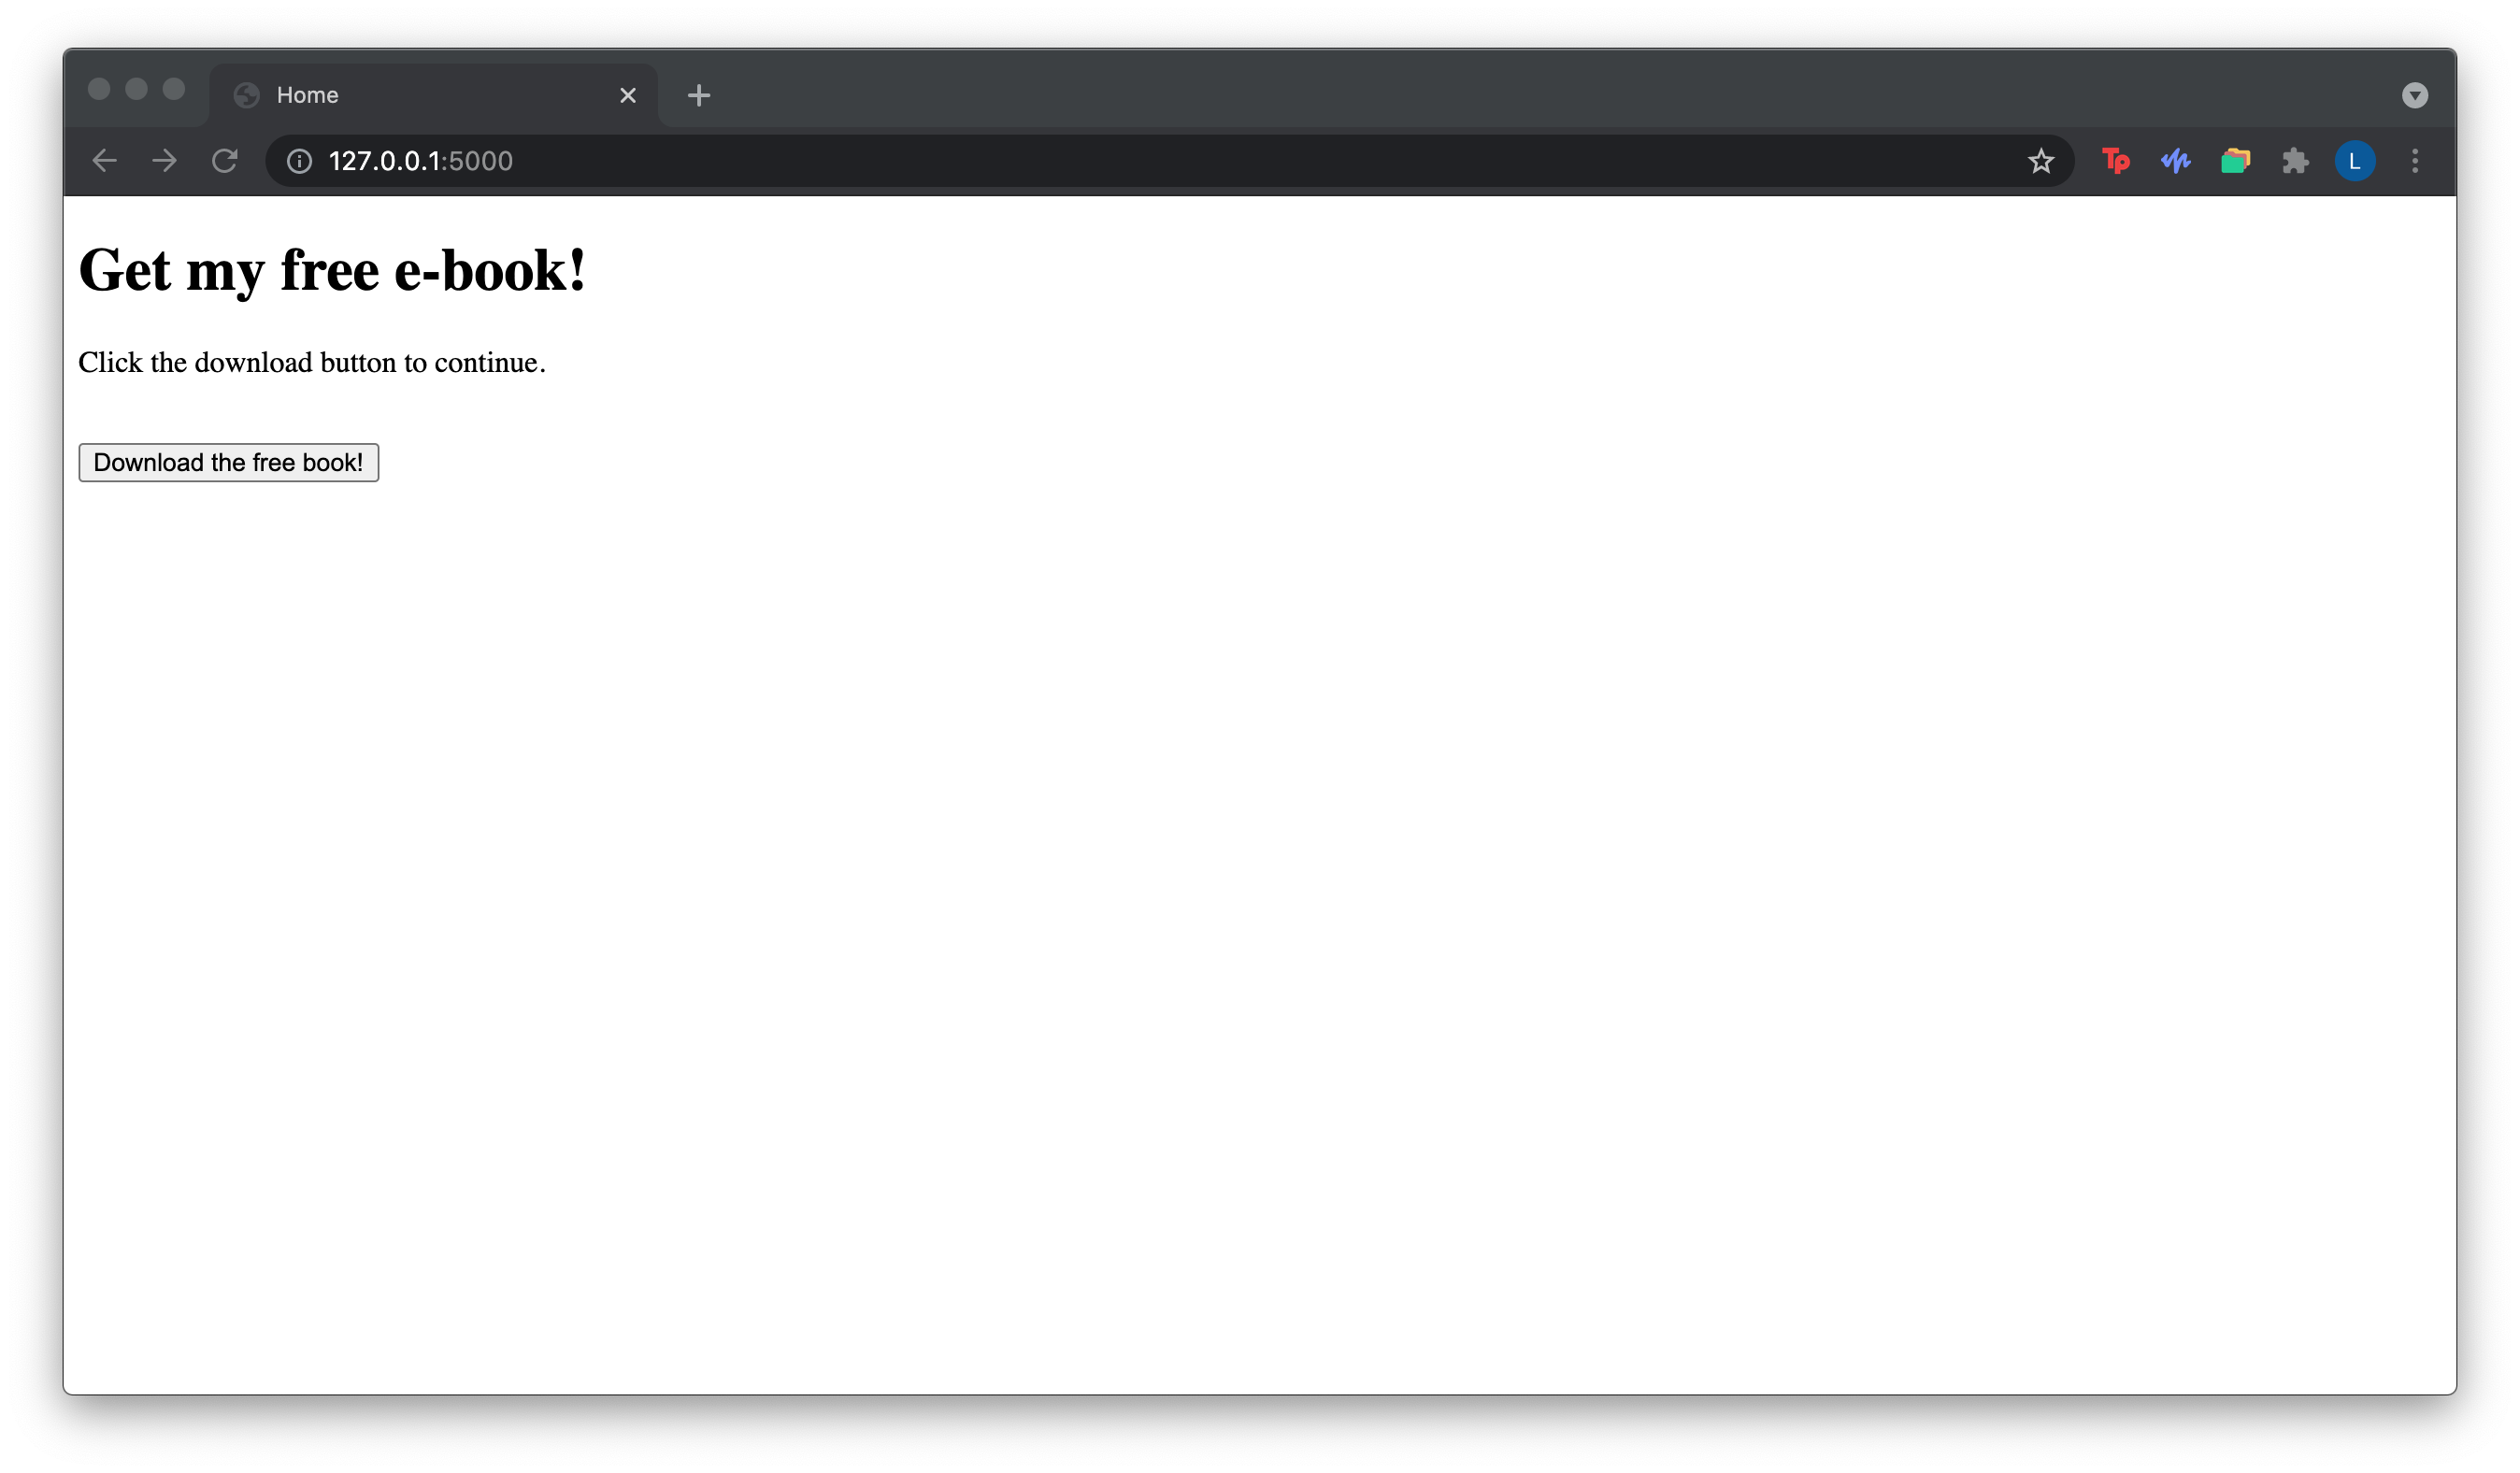 Home
127.0.0.1:5000
Tp
L
Get my free e-book!
Click the download button to continue.
Download the free book!